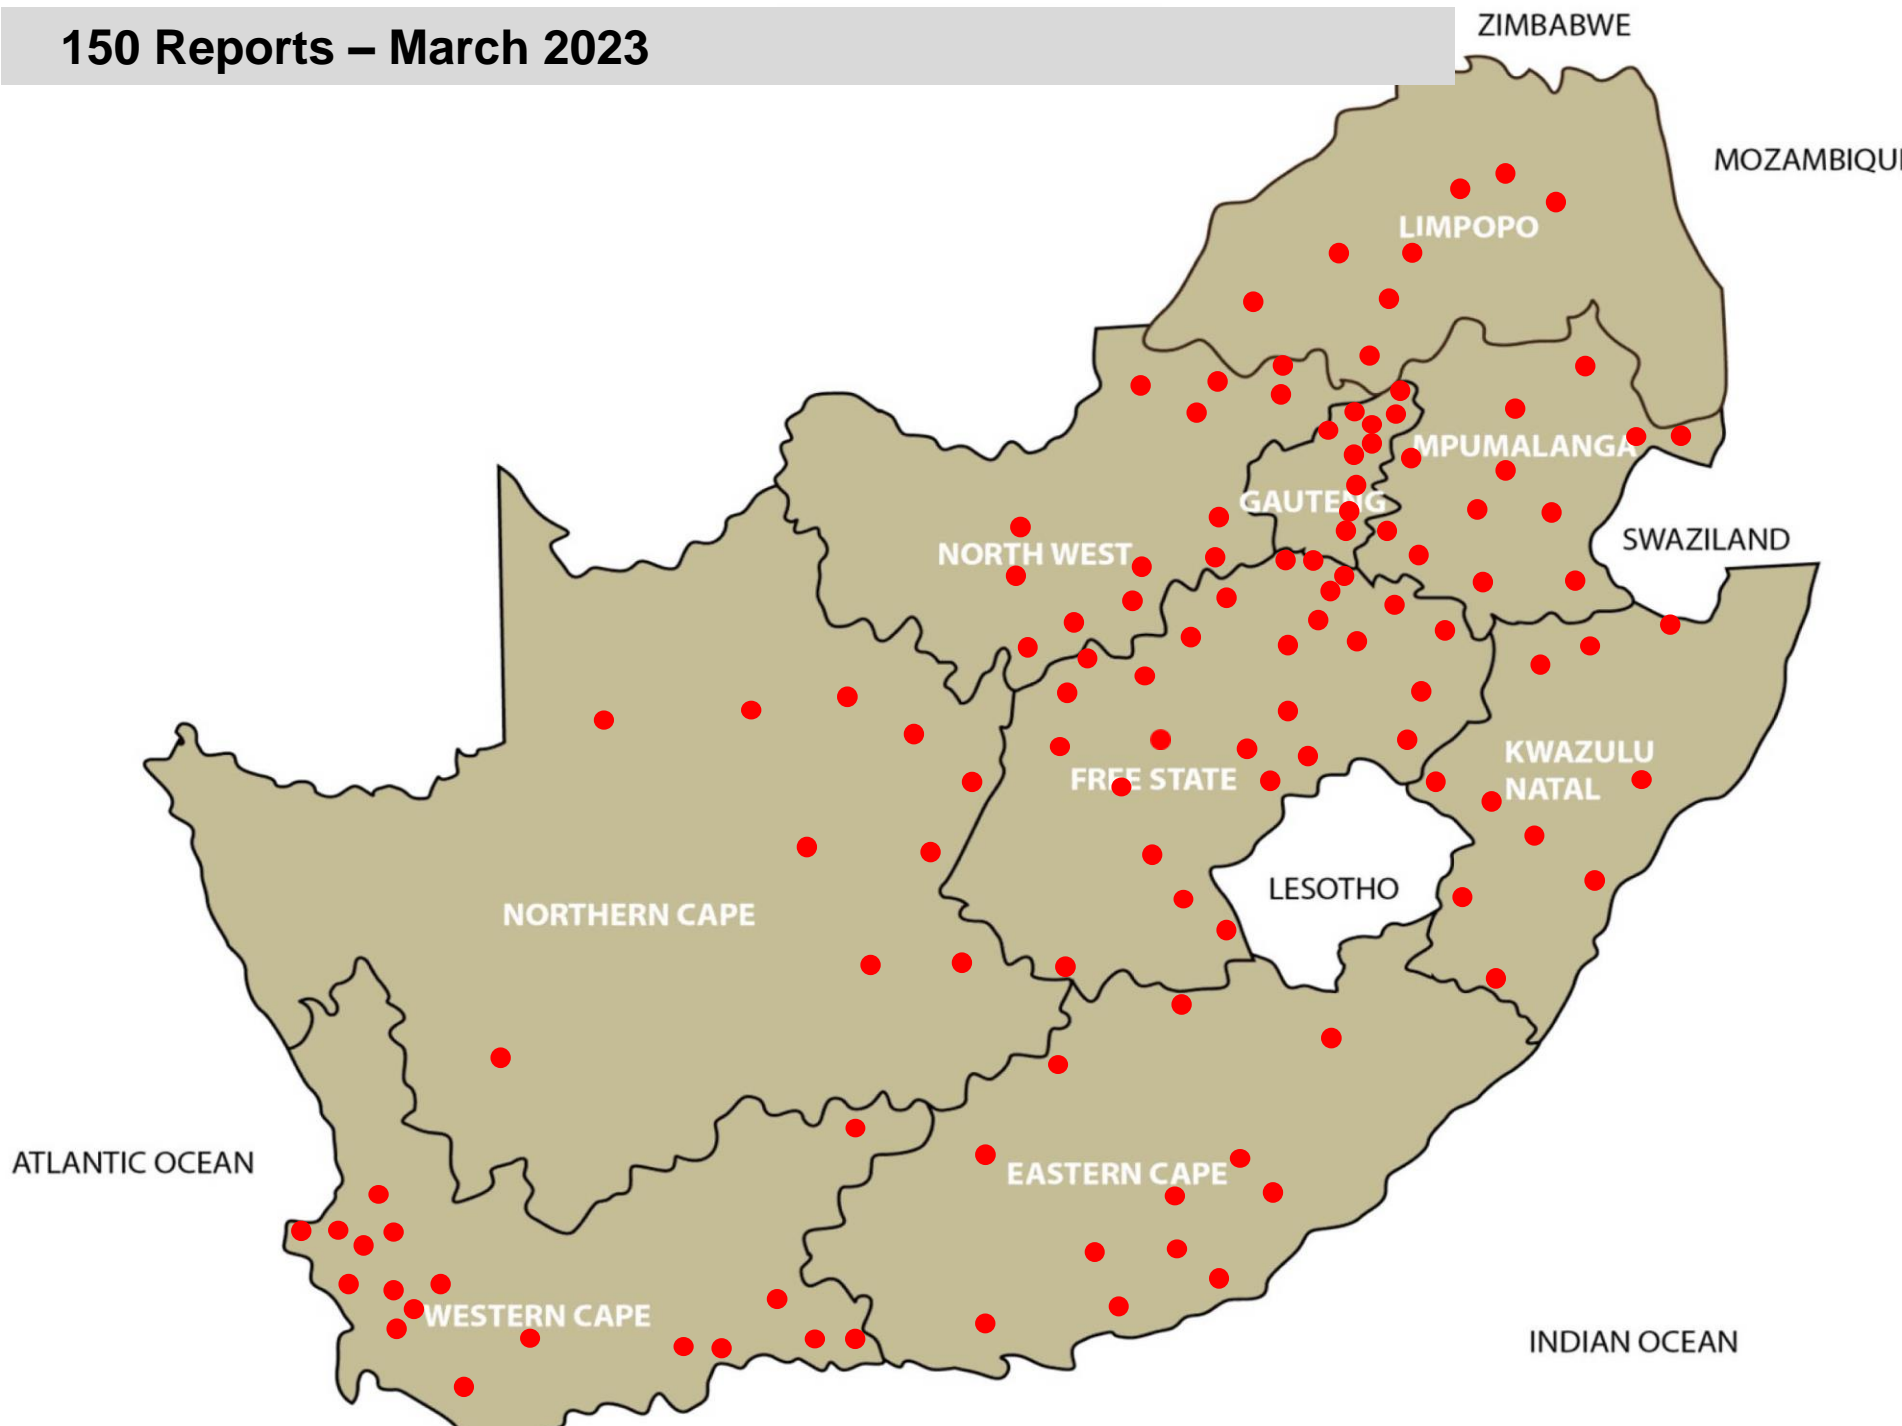 150 Reports – March 2023
ZIMBABWE
MOZAMBIQU
LIMPOPO
MPUMALANGA
GAUTENG
SWAZILAND
NORTH WEST
KWAZULU
NATAL
FREE STATE
LESOTHO
NORTHERN CAPE
ATLANTIC OCEAN
EASTERN CAPE
WESTERN CAPE
INDIAN OCEAN